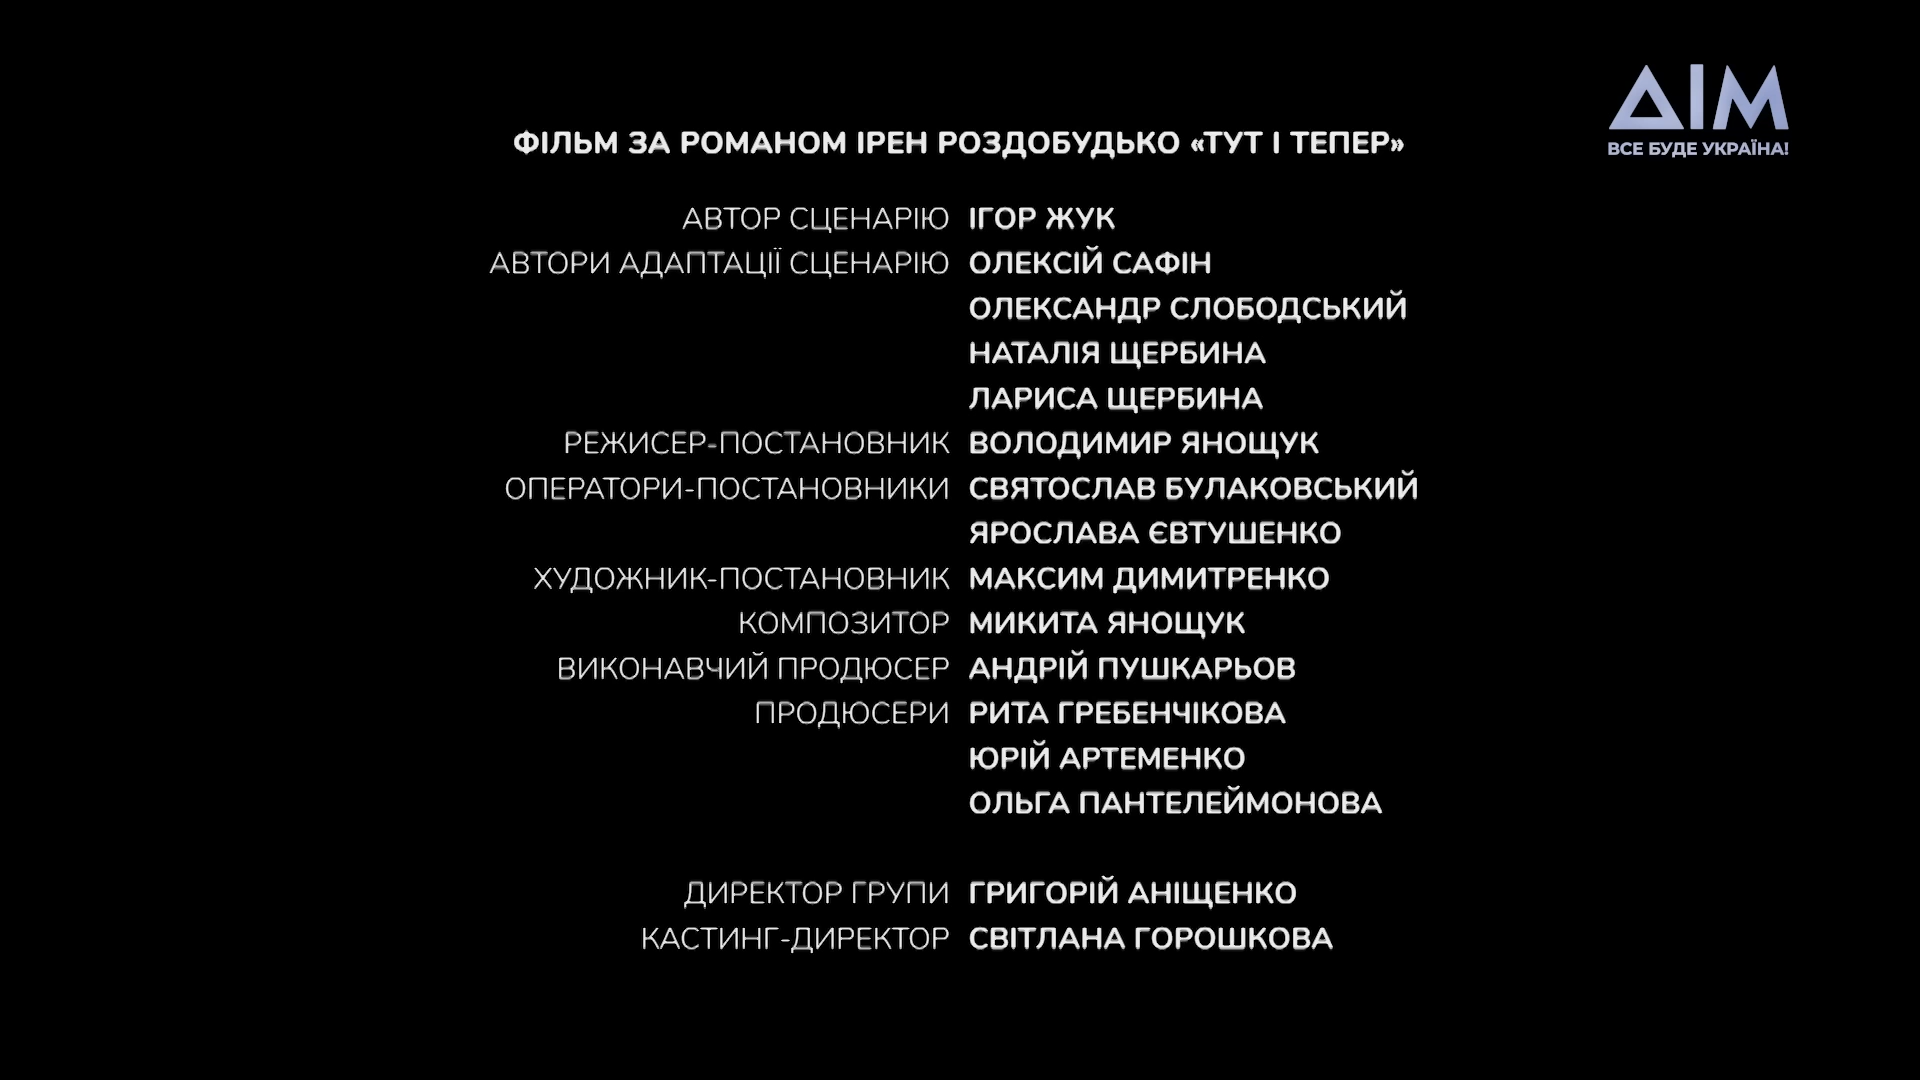 ДІМ
ВСЕ БУДЕ УКРАЇНА!
ФІЛЬМ ЗА РОМАНОМ ІРЕН РОЗДОБУДЬКО «ТУТ І ТЕПЕР»
АВТОР СЦЕНАРІЮ ІГОР ЖУК
АВТОРИ АДАПТАЦІЇ СЦЕНАРІЮ ОЛЕКСІЙ САФІН
ОЛЕКСАНДР СЛОБОДСЬКИЙ
НАТАЛІЯ ЩЕРБИНА
ЛАРИСА ЩЕРБИНА
РЕЖИСЕР-ПОСТАНОВНИК ВОЛОДИМИР ЯНОЩУК
ОПЕРАТОРИ-ПОСТАНОВНИКИ СВЯТОСЛАВ БУЛАКОВСЬКИЙ
ЯРОСЛАВА ЄВТУШЕНКО
ХУДОЖНИК-ПОСТАНОВНИК МАКСИМ ДИМИТРЕНКО
КОМПОЗИТОР МИКИТА ЯНОЩУК
ВИКОНАВЧИЙ ПРОДЮСЕР АНДРІЙ ПУШКАРЬОВ
ПРОДЮСЕРИ РИТА ГРЕБЕНЧІКОВА
ЮРІЙ АРТЕМЕНКО
ОЛЬГА ПАНТЕЛЕЙМОНОВА
ДИРЕКТОР ГРУПИ ГРИГОРІЙ АНІЩЕНКО
КАСТИНГ-ДИРЕКТОР СВІТЛАНА ГОРОШКОВА